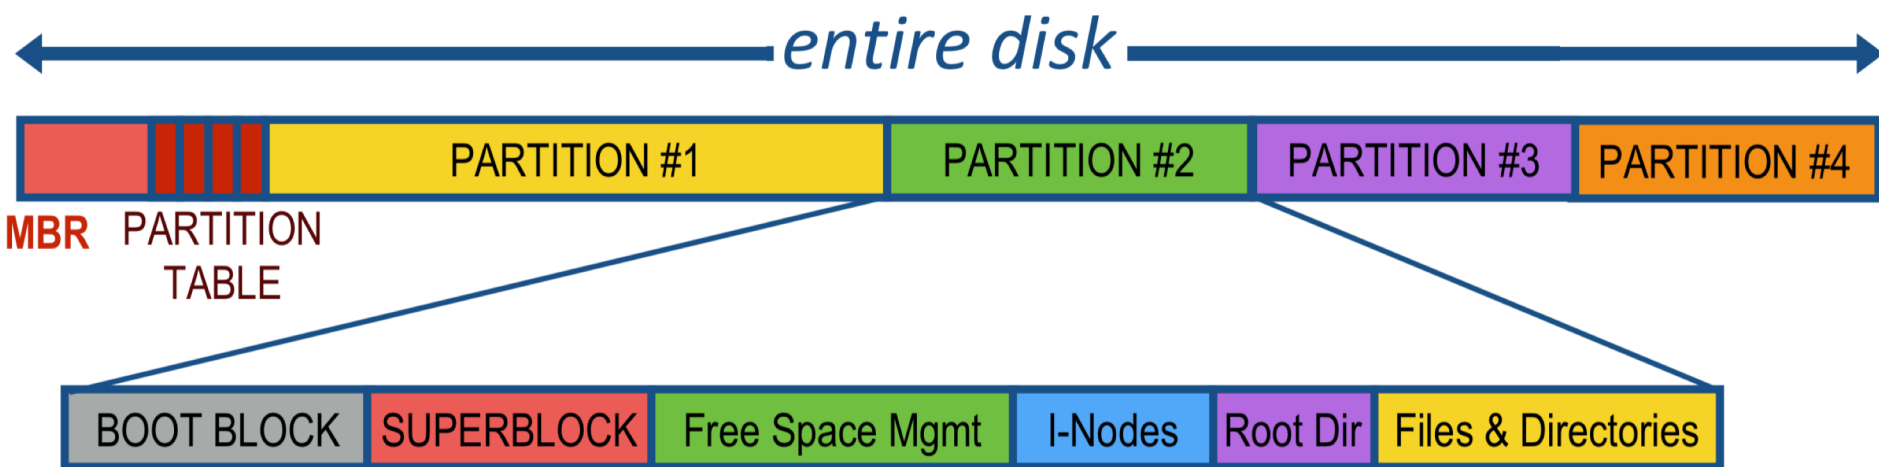 entire disk
PARTITION #1
PARTITION #2
PARTITION #3
PARTITION #4
MBR
PARTITION
TABLE
BOOT BLOCK
SUPERBLOCK
Free Space Mgmt
I-Nodes
Root Dir
Files & Directories